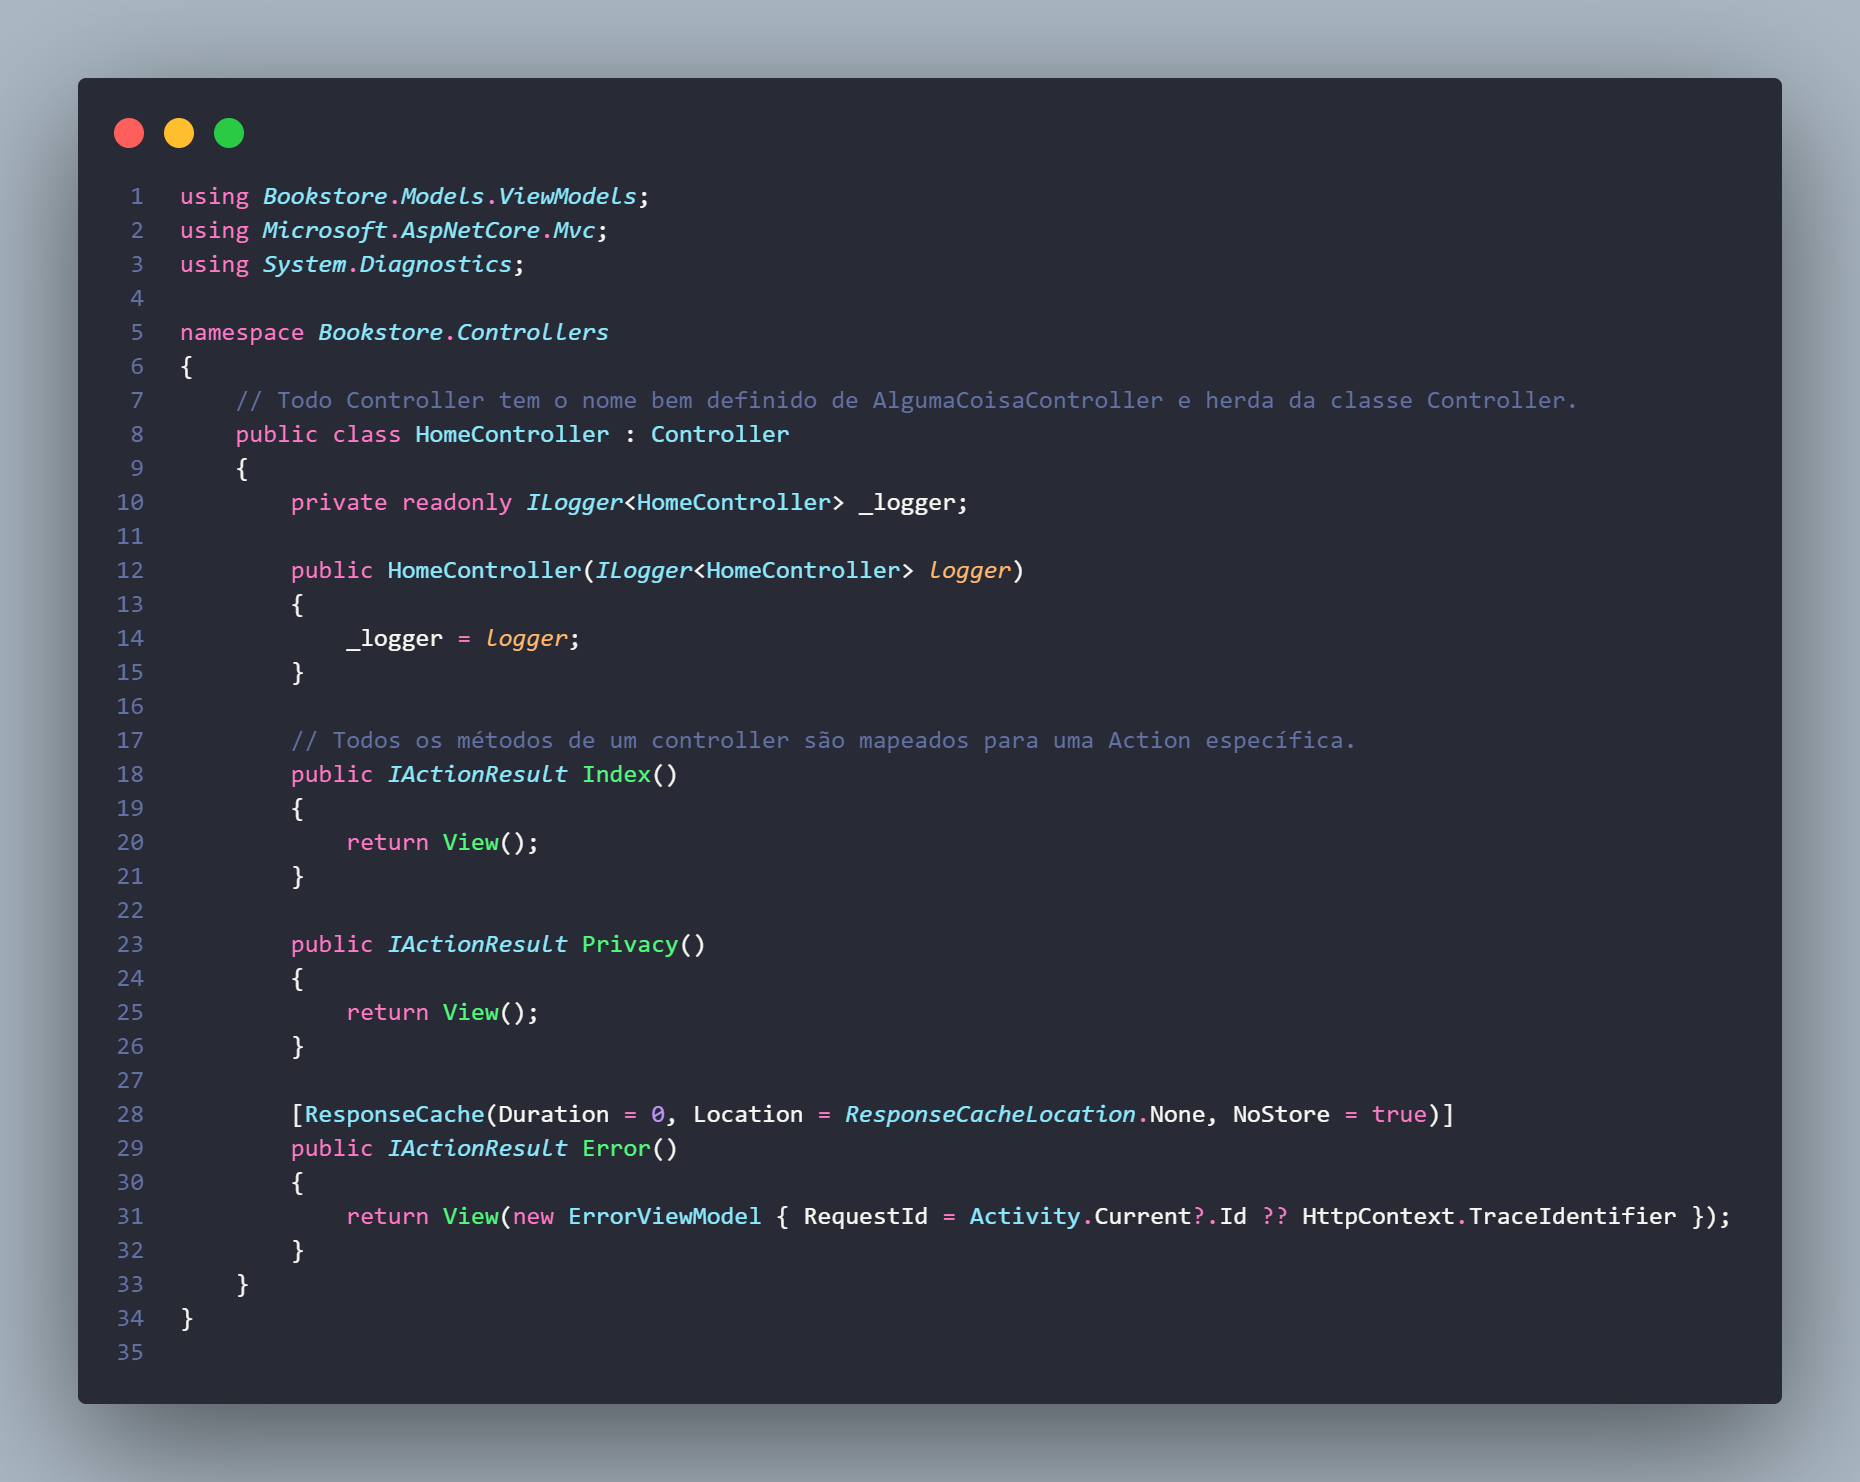 1 using Bookstore.Models.ViewModels;
2 using Microsoft.AspNetCore.Mvc;
3 using System.Diagnostics;
4
5 namespace Bookstore.Controllers
6 {
7     // Todo Controller tem o nome bem definido de AlgumaCoisaController e herda da classe Controller.
8     public class HomeController : Controller
9     {
10         private readonly ILogger<HomeController> _logger;
11
12         public HomeController(ILogger<HomeController> logger)
13         {
14             _logger = logger;
15         }
16
17         // Todos os métodos de um controller são mapeados para uma Action específica.
18         public IActionResult Index()
19         {
20             return View();
21         }
22
23         public IActionResult Privacy()
24         {
25             return View();
26         }
27
28         [ResponseCache(Duration = 0, Location = ResponseCacheLocation.None, NoStore = true)]
29         public IActionResult Error()
30         {
31             return View(new ErrorViewModel { RequestId = Activity.Current?.Id ?? HttpContext.TraceIdentifier });
32         }
33     }
34 }
35